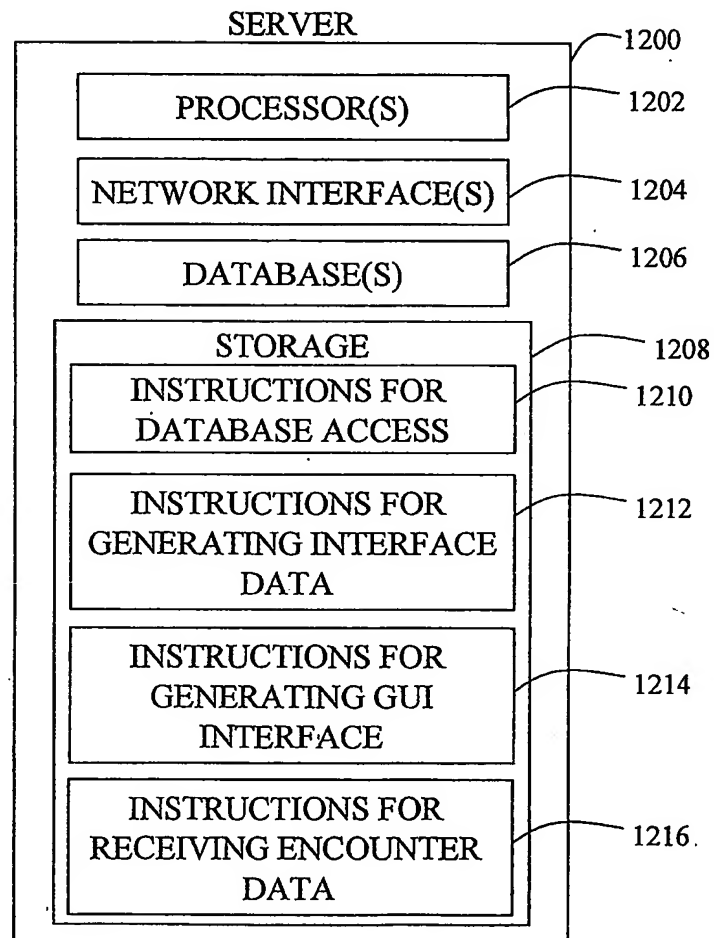 SERVER
1200
PROCESSOR(S)
1202
NETWORK INTERFACE(S)
1204
DATABASE(S)
1206
STORAGE
1208
INSTRUCTIONS FOR
DATABASE ACCESS
1210
INSTRUCTIONS FOR
GENERATING INTERFACE
DATA
1212
INSTRUCTIONS FOR
GENERATING GUI
INTERFACE
1214
INSTRUCTIONS FOR
RECEIVING ENCOUNTER
DATA
1216